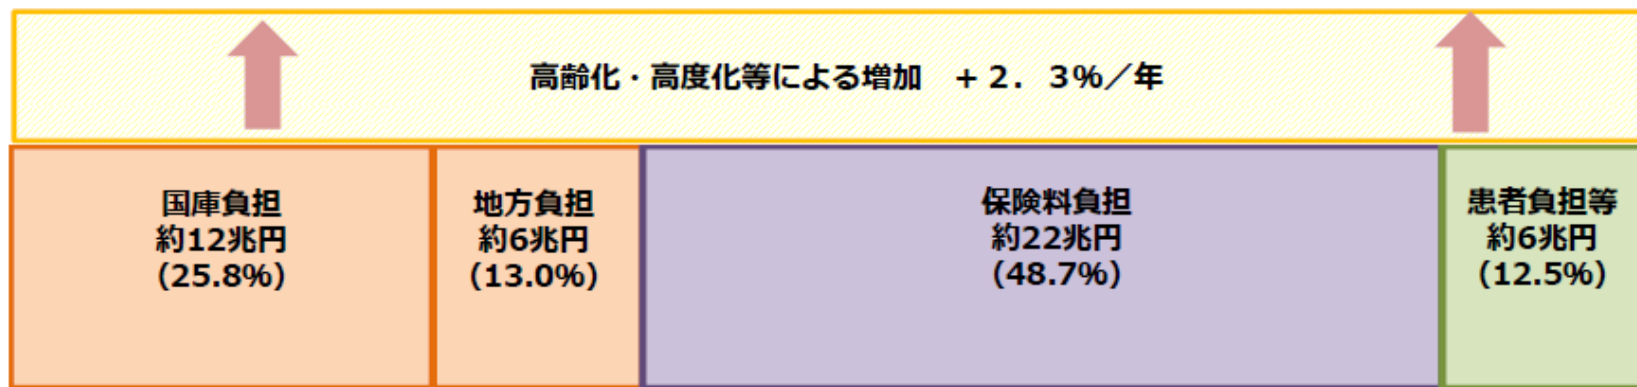 高齢化・高度化等による増加　+２．３%／年
国庫負担
約12兆円
(25.8%)
地方負担
約6兆円
(13.0%)
保険料負担
約22兆円
(48.7%)
患者負担等
約6兆円
(12.5%)